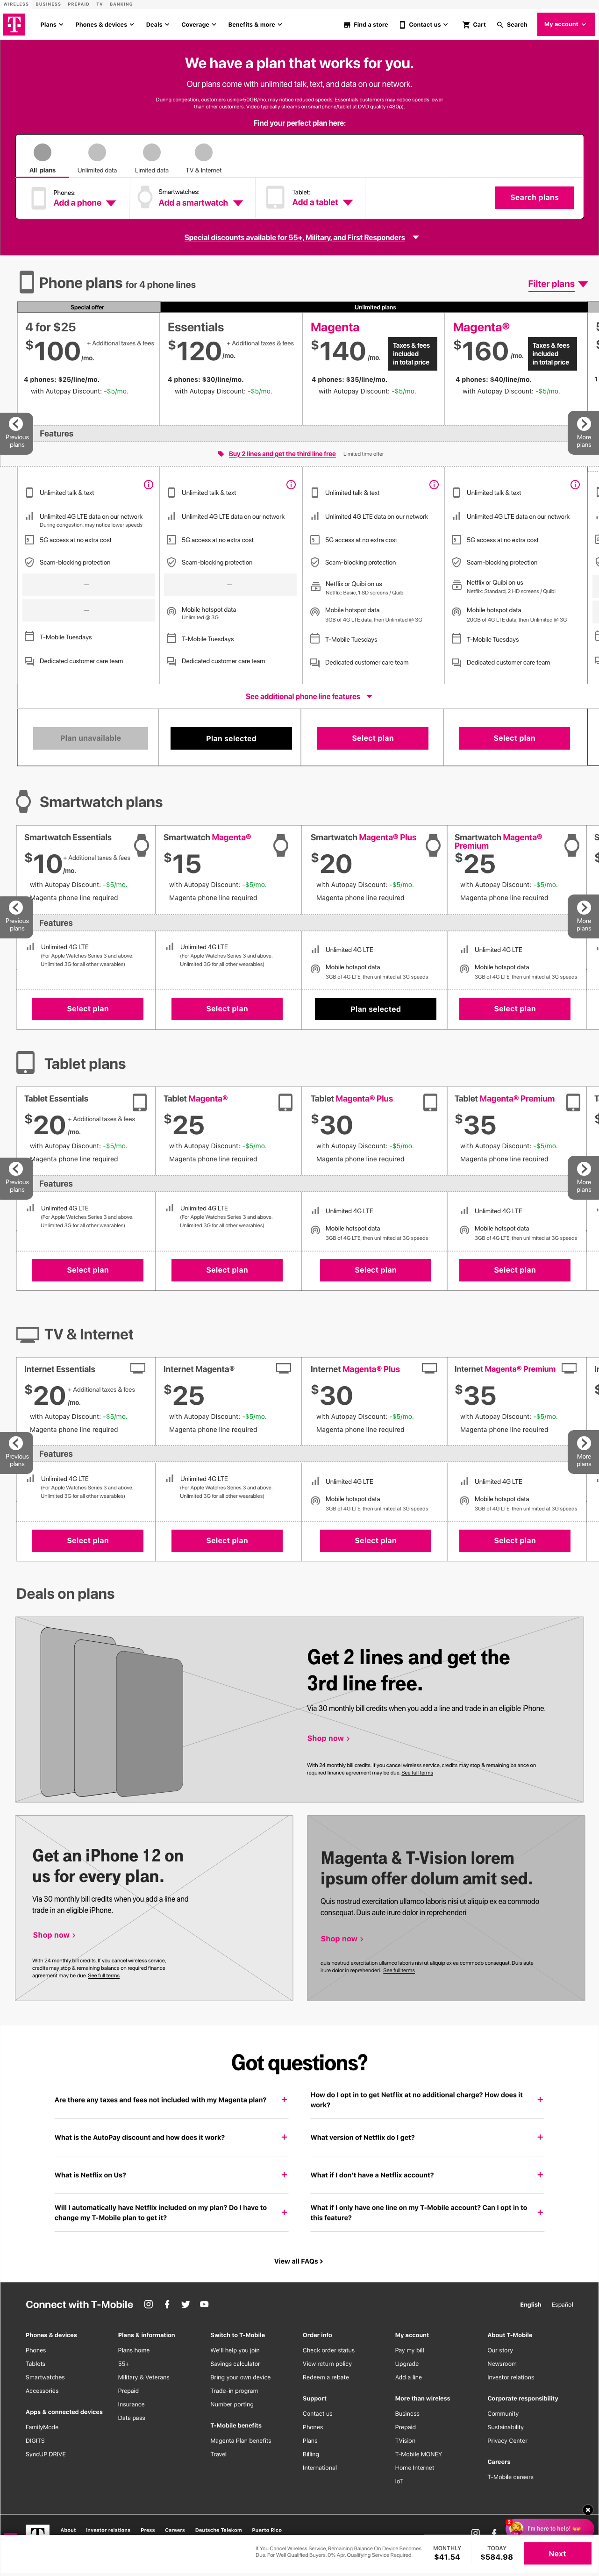 WIRELESS BUSINESS PREPAID TV BANKING
Plans Phones & devices Deals Coverage Benefits & more Find a store Contact us Cart Search My account
We have a plan that works for you.
Our plans come with unlimited talk, text, and data on our network.
During congestion, customers using>50GB/mo. may notice reduced speeds; Essentials customers may notice speeds lower
than other customers. Video typically streams on smartphone/tablet at DVD quality (480p).
Find your perfect plan here:
All plans Unlimited data Limited data TV & Internet
Phones: Smartwatches: Tablet:
Add a phone Add a smartwatch Add a tablet Search plans
Special discounts available for 55+, Military, and First Responders
Phone plans for 4 phone lines Filter plans
Special offer Unlimited plans
4 for $25 Essentials Magenta Magenta®
$100 /mo. + Additional taxes & fees $120 /mo. + Additional taxes & fees $140 /mo. Taxes & fees included in total price $160 /mo. Taxes & fees included in total price
4 phones: $25/line/mo. 4 phones: $30/line/mo. 4 phones: $35/line/mo. 4 phones: $40/line/mo.
with Autopay Discount: -$5/mo. with Autopay Discount: -$5/mo. with Autopay Discount: -$5/mo. with Autopay Discount: -$5/mo.
Previous plans Features More plans
Buy 2 lines and get the third line free Limited time offer
Unlimited talk & text Unlimited talk & text Unlimited talk & text Unlimited talk & text
Unlimited 4G LTE data on our network Unlimited 4G LTE data on our network Unlimited 4G LTE data on our network Unlimited 4G LTE data on our network
During congestion, may notice lower speeds
5G access at no extra cost 5G access at no extra cost 5G access at no extra cost 5G access at no extra cost
Scam-blocking protection Scam-blocking protection Scam-blocking protection Scam-blocking protection
— — Netflix or Quibi on us Netflix or Quibi on us
Netflix: Basic, 1 SD screens / Quibi Netflix: Standard, 2 HD screens / Quibi
— Mobile hotspot data Mobile hotspot data Mobile hotspot data
Unlimited @ 3G 3GB of 4G LTE data, then Unlimited @ 3G 20GB of 4G LTE data, then Unlimited @ 3G
T-Mobile Tuesdays T-Mobile Tuesdays T-Mobile Tuesdays T-Mobile Tuesdays
Dedicated customer care team Dedicated customer care team Dedicated customer care team Dedicated customer care team
See additional phone line features
Plan unavailable Plan selected Select plan Select plan
Smartwatch plans
Smartwatch Essentials Smartwatch Magenta® Smartwatch Magenta® Plus Smartwatch Magenta® Premium
$10 /mo. + Additional taxes & fees $15 $20 $25
with Autopay Discount: -$5/mo. with Autopay Discount: -$5/mo. with Autopay Discount: -$5/mo. with Autopay Discount: -$5/mo.
Magenta phone line required Magenta phone line required Magenta phone line required Magenta phone line required
Previous plans Features More plans
Unlimited 4G LTE Unlimited 4G LTE Unlimited 4G LTE Unlimited 4G LTE
(For Apple Watches Series 3 and above. (For Apple Watches Series 3 and above. Mobile hotspot data Mobile hotspot data
Unlimited 3G for all other wearables) Unlimited 3G for all other wearables) 3GB of 4G LTE, then unlimited at 3G speeds 3GB of 4G LTE, then unlimited at 3G speeds
Select plan Select plan Plan selected Select plan
Tablet plans
Tablet Essentials Tablet Magenta® Tablet Magenta® Plus Tablet Magenta® Premium
$20 /mo. + Additional taxes & fees $25 $30 $35
with Autopay Discount: -$5/mo. with Autopay Discount: -$5/mo. with Autopay Discount: -$5/mo. with Autopay Discount: -$5/mo.
Magenta phone line required Magenta phone line required Magenta phone line required Magenta phone line required
Previous plans Features More plans
Unlimited 4G LTE Unlimited 4G LTE Unlimited 4G LTE Unlimited 4G LTE
(For Apple Watches Series 3 and above. (For Apple Watches Series 3 and above. Mobile hotspot data Mobile hotspot data
Unlimited 3G for all other wearables) Unlimited 3G for all other wearables) 3GB of 4G LTE, then unlimited at 3G speeds 3GB of 4G LTE, then unlimited at 3G speeds
Select plan Select plan Select plan Select plan
TV & Internet
Internet Essentials Internet Magenta® Internet Magenta® Plus Internet Magenta® Premium
$20 /mo. + Additional taxes & fees $25 $30 $35
with Autopay Discount: -$5/mo. with Autopay Discount: -$5/mo. with Autopay Discount: -$5/mo. with Autopay Discount: -$5/mo.
Magenta phone line required Magenta phone line required Magenta phone line required Magenta phone line required
Previous plans Features More plans
Unlimited 4G LTE Unlimited 4G LTE Unlimited 4G LTE Unlimited 4G LTE
(For Apple Watches Series 3 and above. (For Apple Watches Series 3 and above. Mobile hotspot data Mobile hotspot data
Unlimited 3G for all other wearables) Unlimited 3G for all other wearables) 3GB of 4G LTE, then unlimited at 3G speeds 3GB of 4G LTE, then unlimited at 3G speeds
Select plan Select plan Select plan Select plan
Deals on plans
Get 2 lines and get the
3rd line free.
Via 30 monthly bill credits when you add a line and trade in an eligible iPhone.
Shop now
With 24 monthly bill credits. If you cancel wireless service, credits may stop & remaining balance on
required finance agreement may be due. See full terms
Get an iPhone 12 on
us for every plan.
Via 30 monthly bill credits when you add a line and
trade in an eligible iPhone.
Shop now
With 24 monthly bill credits. If you cancel wireless service,
credits may stop & remaining balance on required finance
agreement may be due. See full terms
Magenta & T-Vision lorem
ipsum offer dolum amit sed.
Quis nostrud exercitation ullamco laboris nisi ut aliquip ex ea commodo
consequat. Duis aute irure dolor in reprehenderi
Shop now
quis nostrud exercitation ullamco laboris nisi ut aliquip ex ea commodo consequat. Duis aute
irure dolor in reprehenderi. See full terms
Got questions?
Are there any taxes and fees not included with my Magenta plan?
How do I opt in to get Netflix at no additional charge? How does it
work?
What is the AutoPay discount and how does it work?
What version of Netflix do I get?
What is Netflix on Us?
What if I don't have a Netflix account?
Will I automatically have Netflix included on my plan? Do I have to
change my T-Mobile plan to get it?
What if I only have one line on my T-Mobile account? Can I opt in to
this feature?
View all FAQs
Connect with T-Mobile English Español
Phones & devices
Phones
Tablets
Smartwatches
Accessories
Apps & connected devices
FamilyMode
DIGITS
SyncUP DRIVE
Plans & information
Plans home
55+
Military & Veterans
Prepaid
Insurance
Data pass
Switch to T-Mobile
We'll help you join
Savings calculator
Bring your own device
Trade-in program
Number porting
T-Mobile benefits
Magenta Plan benefits
Travel
Order info
Check order status
View return policy
Redeem a rebate
Support
Contact us
Phones
Plans
Billing
International
My account
Pay my bill
Upgrade
Add a line
More than wireless
Business
Prepaid
TVision
T-Mobile MONEY
Home Internet
IoT
About T-Mobile
Our story
Newsroom
Investor relations
Corporate responsibility
Community
Sustainability
Privacy Center
Careers
T-Mobile careers
About Investor relations Press Careers Deutsche Telekom Puerto Rico
I'm here to help!
If You Cancel Wireless Service, Remaining Balance On Device Becomes
Due. For Well Qualified Buyers. 0% Apr. Qualifying Service Required.
MONTHLY TODAY
$41.54 $584.98 Next